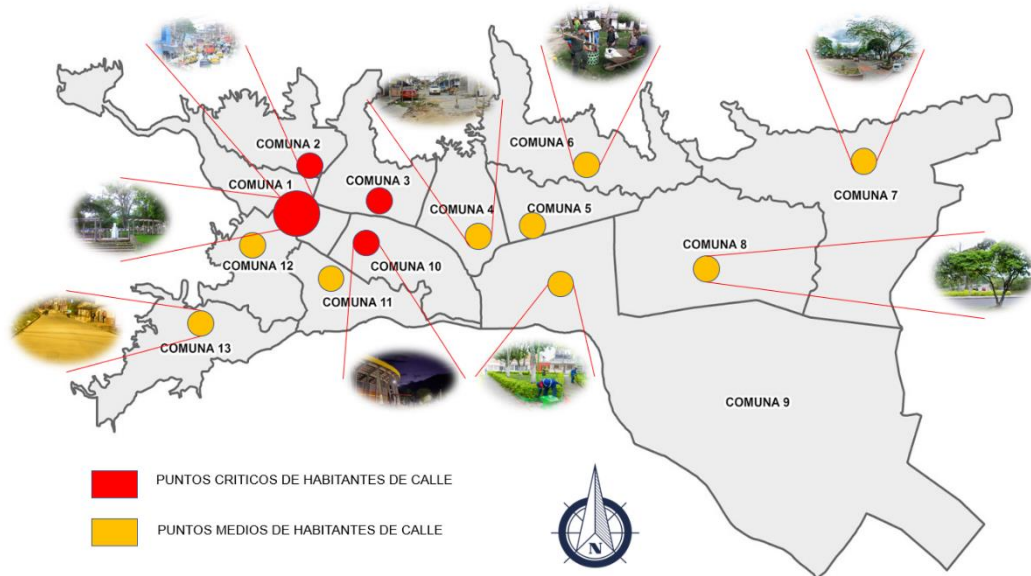 COMUNA 2
COMUNA 6
COMUNA 1
COMUNA 3
COMUNA 7
COMUNA 4
COMUNA 5
COMUNA 8
COMUNA 12
COMUNA 10
COMUNA 11
COMUNA 13
COMUNA 9
PUNTOS CRITICOS DE HABITANTES DE CALLE
PUNTOS MEDIOS DE HABITANTES DE CALLE
N